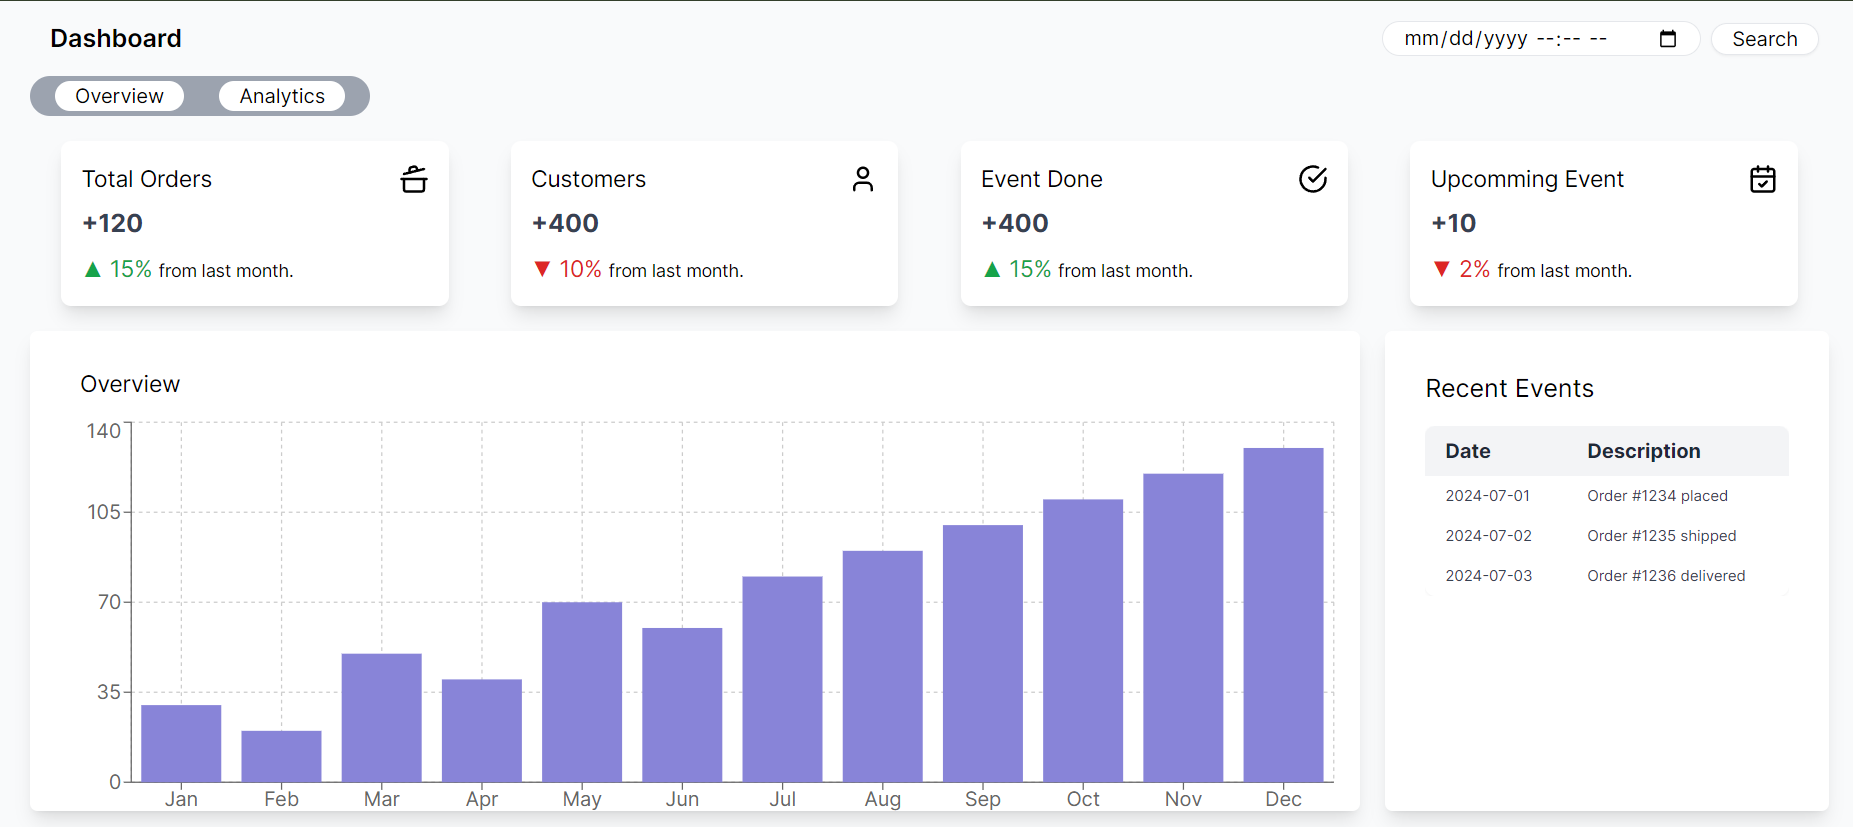 Dashboard
mm/dd/yyyy --:-- --
Search
Overview
Analytics
Total Orders
+120
▲ 15% from last month.
Customers
+400
▼ 10% from last month.
Event Done
+400
▲ 15% from last month.
Upcomming Event
+10
▼ 2% from last month.
Overview
140
105
70
35
0
Jan Feb Mar Apr May Jun Jul Aug Sep Oct Nov Dec
Recent Events
Date Description
2024-07-01 Order #1234 placed
2024-07-02 Order #1235 shipped
2024-07-03 Order #1236 delivered